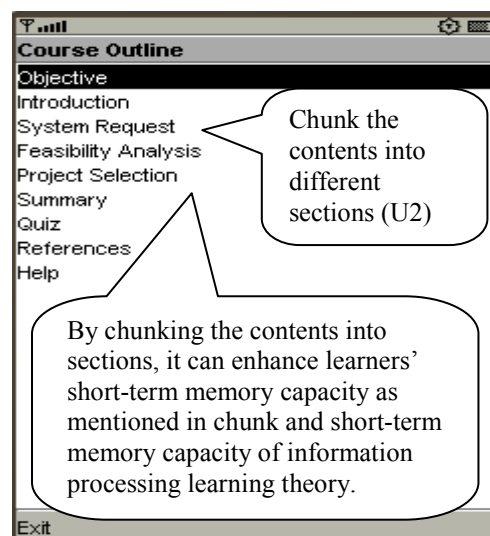 Course Outline
Objective
Introduction
System Request
Feasibility Analysis
Project Selection
Summary
Quiz
References
Help
Chunk the
contents into
different
sections (U2)
By chunking the contents into
sections, it can enhance learners’
short-term memory capacity as
mentioned in chunk and short-term
memory capacity of information
processing learning theory.
Exit